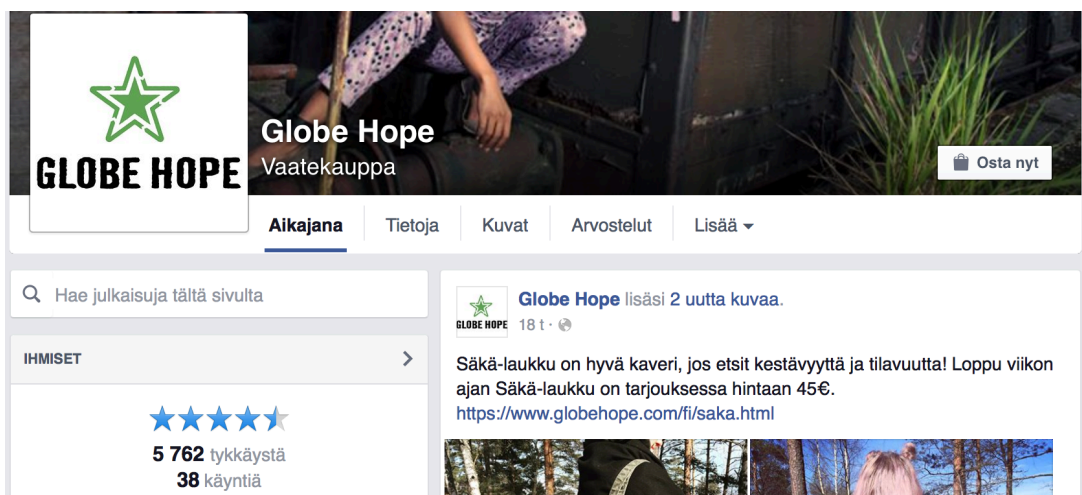 GLOBE HOPE
Globe Hope
Vaatekauppa
Osta nyt
Aikajana
Tietoja
Kuvat
Arvostelut
Lisää
Hae julkaisuja tältä sivulta
IHMISET
5 762 tykkäystä
38 käyntiä
GLOBE HOPE
Globe Hope lisäsi 2 uutta kuvaa.
18 t ·
Säkä-laukku on hyvä kaveri, jos etsit kestävyyttä ja tilavuutta! Loppu viikon
ajan Säkä-laukku on tarjouksessa hintaan 45€.
https://www.globehope.com/fi/saka.html